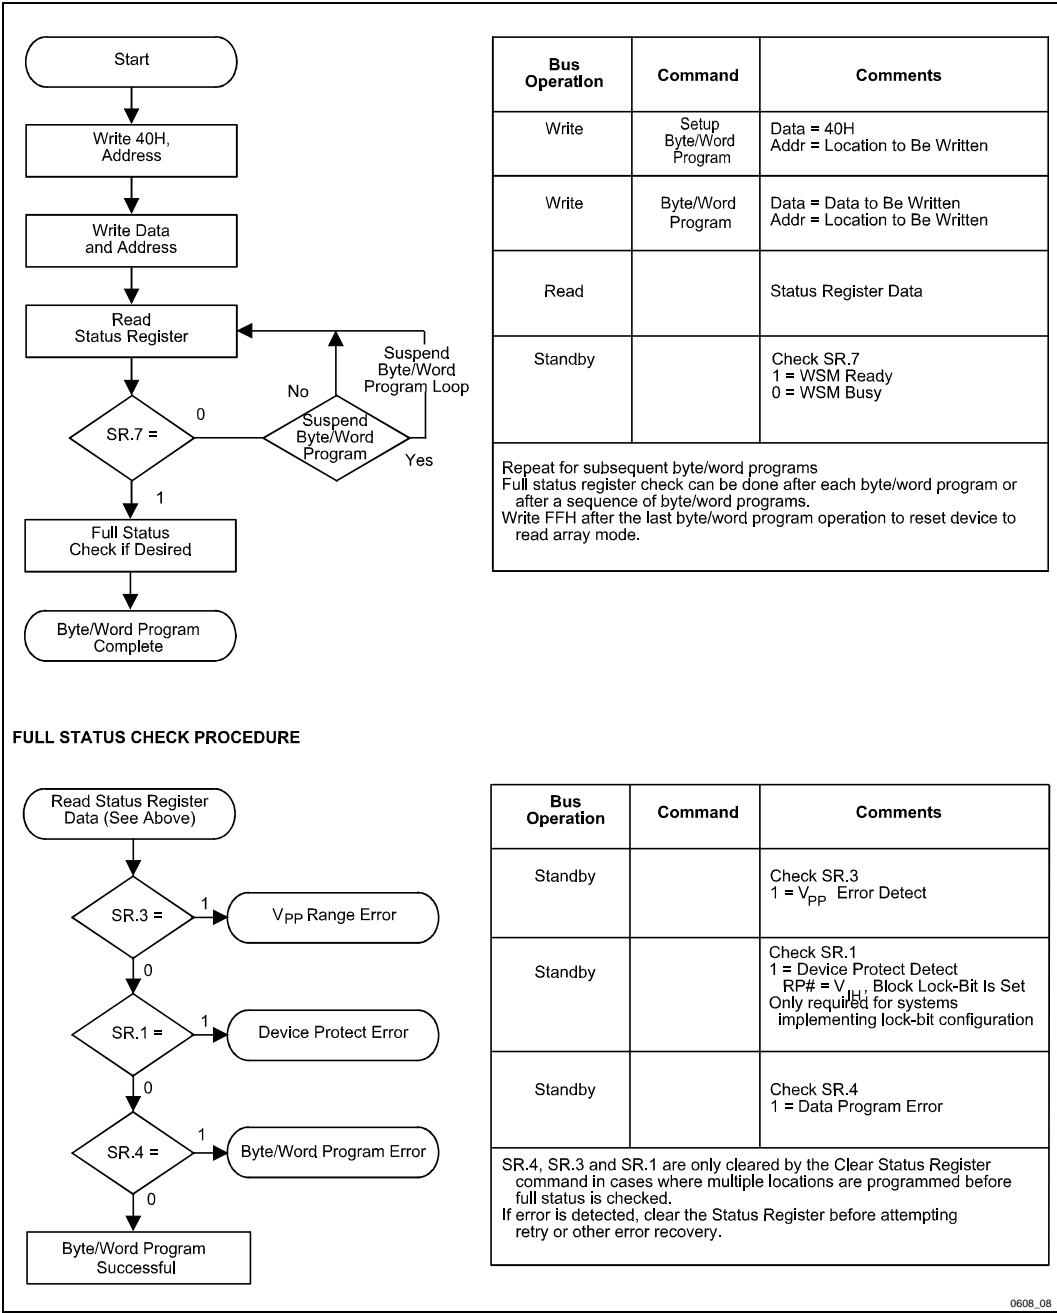 Start
Write 40H,
Address
Write Data
and Address
Read
Status Register
SR.7 =
0
1
No
Suspend
Byte/Word
Program
Yes
Suspend
Byte/Word
Program Loop
Full Status
Check if Desired
Byte/Word Program
Complete
Bus
Operation
Command
Comments
Write
Setup
Byte/Word
Program
Data = 40H
Addr = Location to Be Written
Write
Byte/Word
Program
Data = Data to Be Written
Addr = Location to Be Written
Read
Status Register Data
Standby
Check SR.7
1 = WSM Ready
0 = WSM Busy
Repeat for subsequent byte/word programs
Full status register check can be done after each byte/word program or
after a sequence of byte/word programs.
Write FFH after the last byte/word program operation to reset device to
read array mode.
FULL STATUS CHECK PROCEDURE
Read Status Register
Data (See Above)
SR.3 =
1
VPP Range Error
0
SR.1 =
1
Device Protect Error
0
SR.4 =
1
Byte/Word Program Error
0
Byte/Word Program
Successful
Bus
Operation
Command
Comments
Standby
Check SR.3
1 = VPP Error Detect
Standby
Check SR.1
1 = Device Protect Detect
RP# = VIH, Block Lock-Bit Is Set
Only required for systems
implementing lock-bit configuration
Standby
Check SR.4
1 = Data Program Error
SR.4, SR.3 and SR.1 are only cleared by the Clear Status Register
command in cases where multiple locations are programmed before
full status is checked.
If error is detected, clear the Status Register before attempting
retry or other error recovery.
0608_08